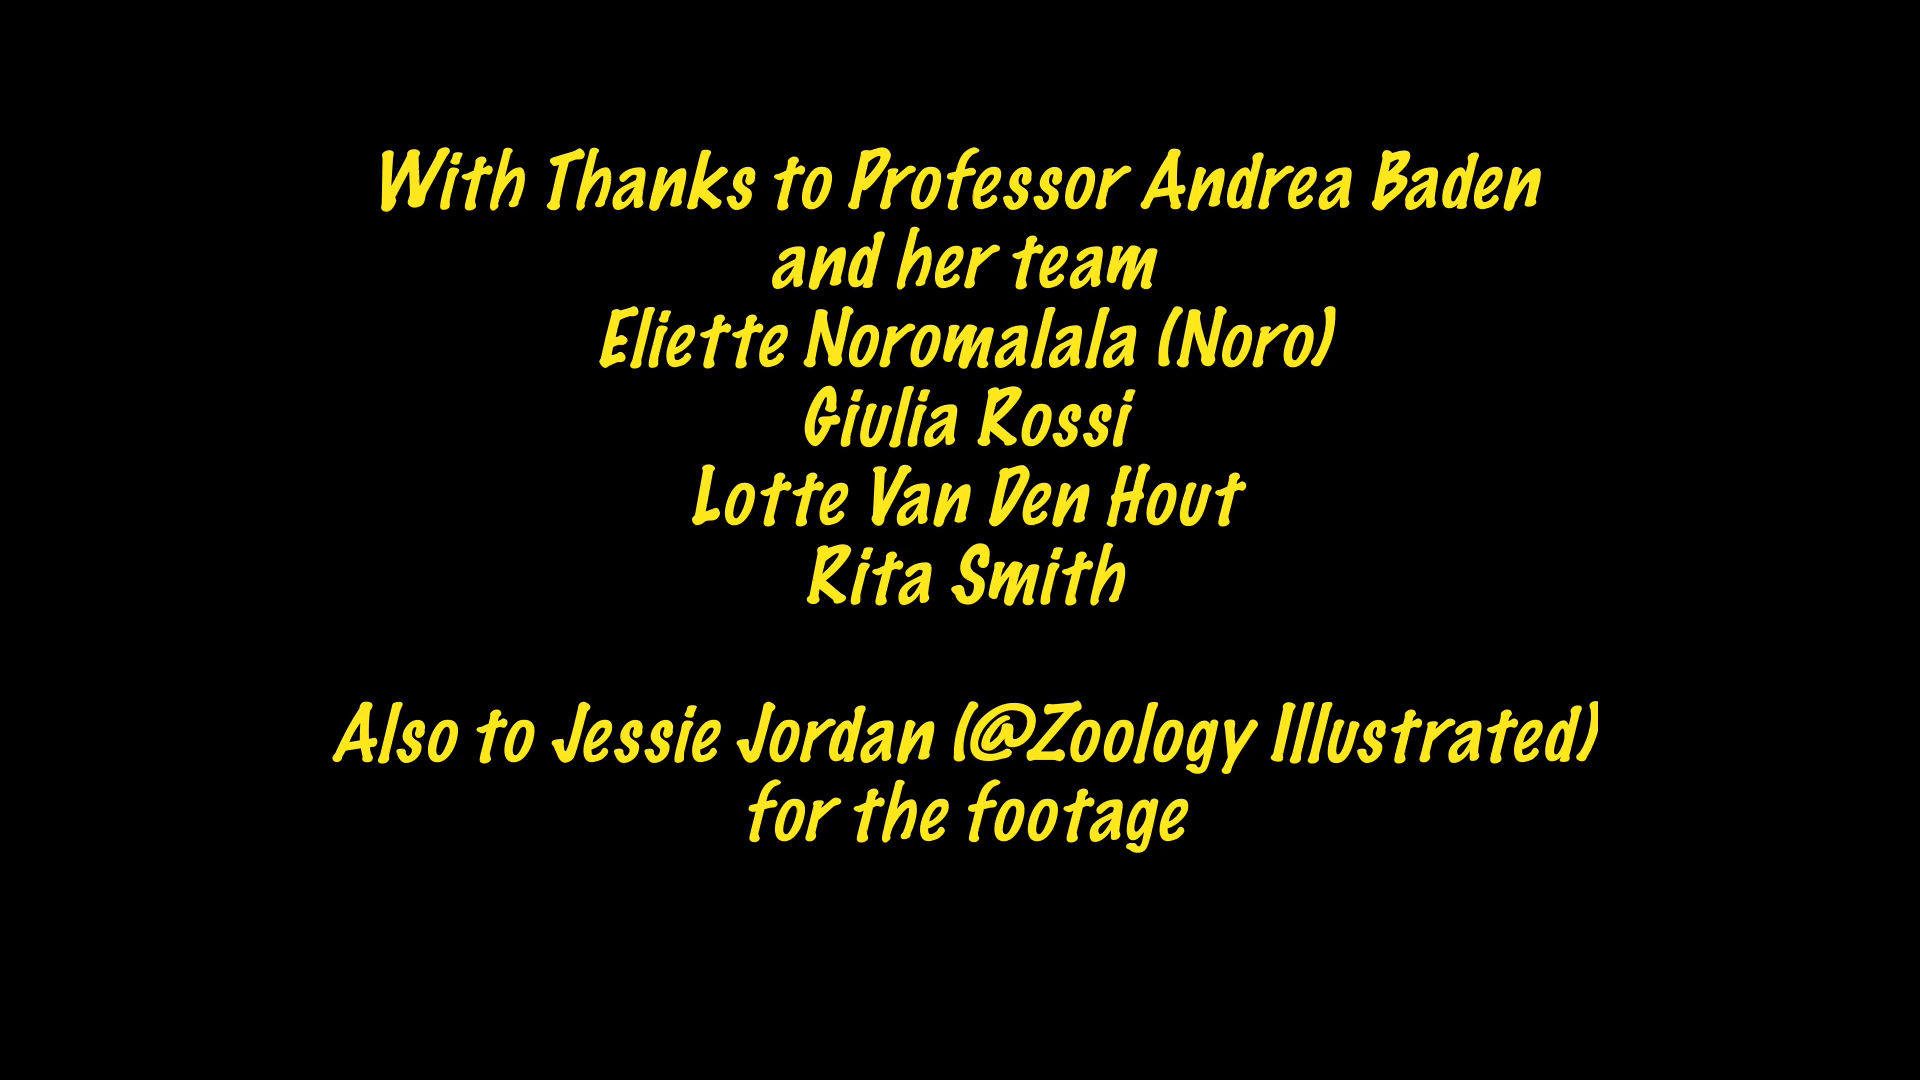 With Thanks to Professor Andrea Baden
and her team
Eliette Noromalala (Noro)
Giulia Rossi
Lotte Van Den Hout
Rita Smith
Also to Jessie Jordan (@Zoology Illustrated)
for the footage